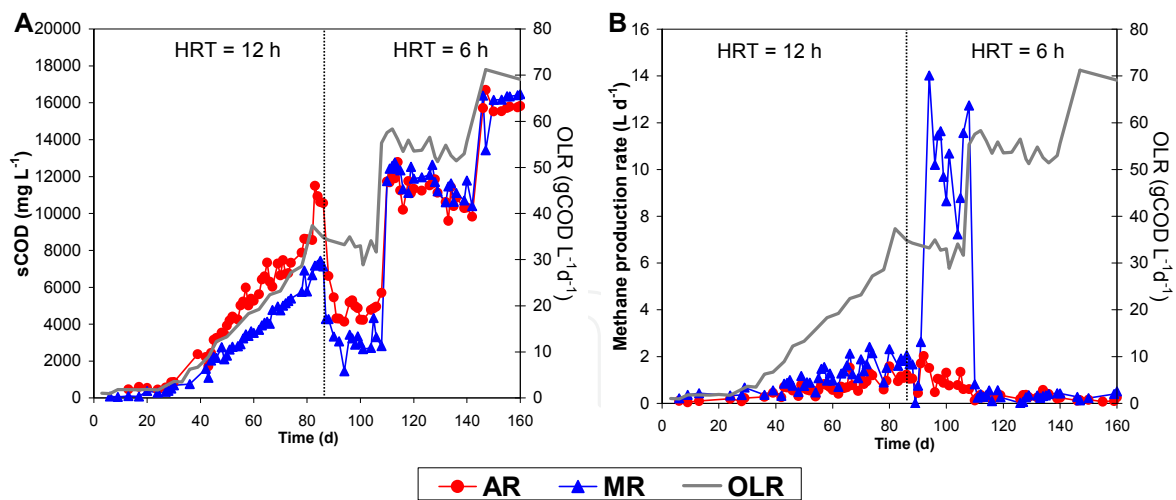 A
HRT = 12 h
HRT = 6 h
20000
18000
16000
14000
12000
10000
8000
6000
4000
2000
0
sCOD (mg L⁻¹)
80
70
60
50
40
30
20
10
0
OLR (gCOD L⁻¹d⁻¹)
0 20 40 60 80 100 120 140 160
Time (d)
B
HRT = 12 h
HRT = 6 h
16
14
12
10
8
6
4
2
0
Methane production rate (L d⁻¹)
80
70
60
50
40
30
20
10
0
OLR (gCOD L⁻¹d⁻¹)
0 20 40 60 80 100 120 140 160
Time (d)
AR MR OLR